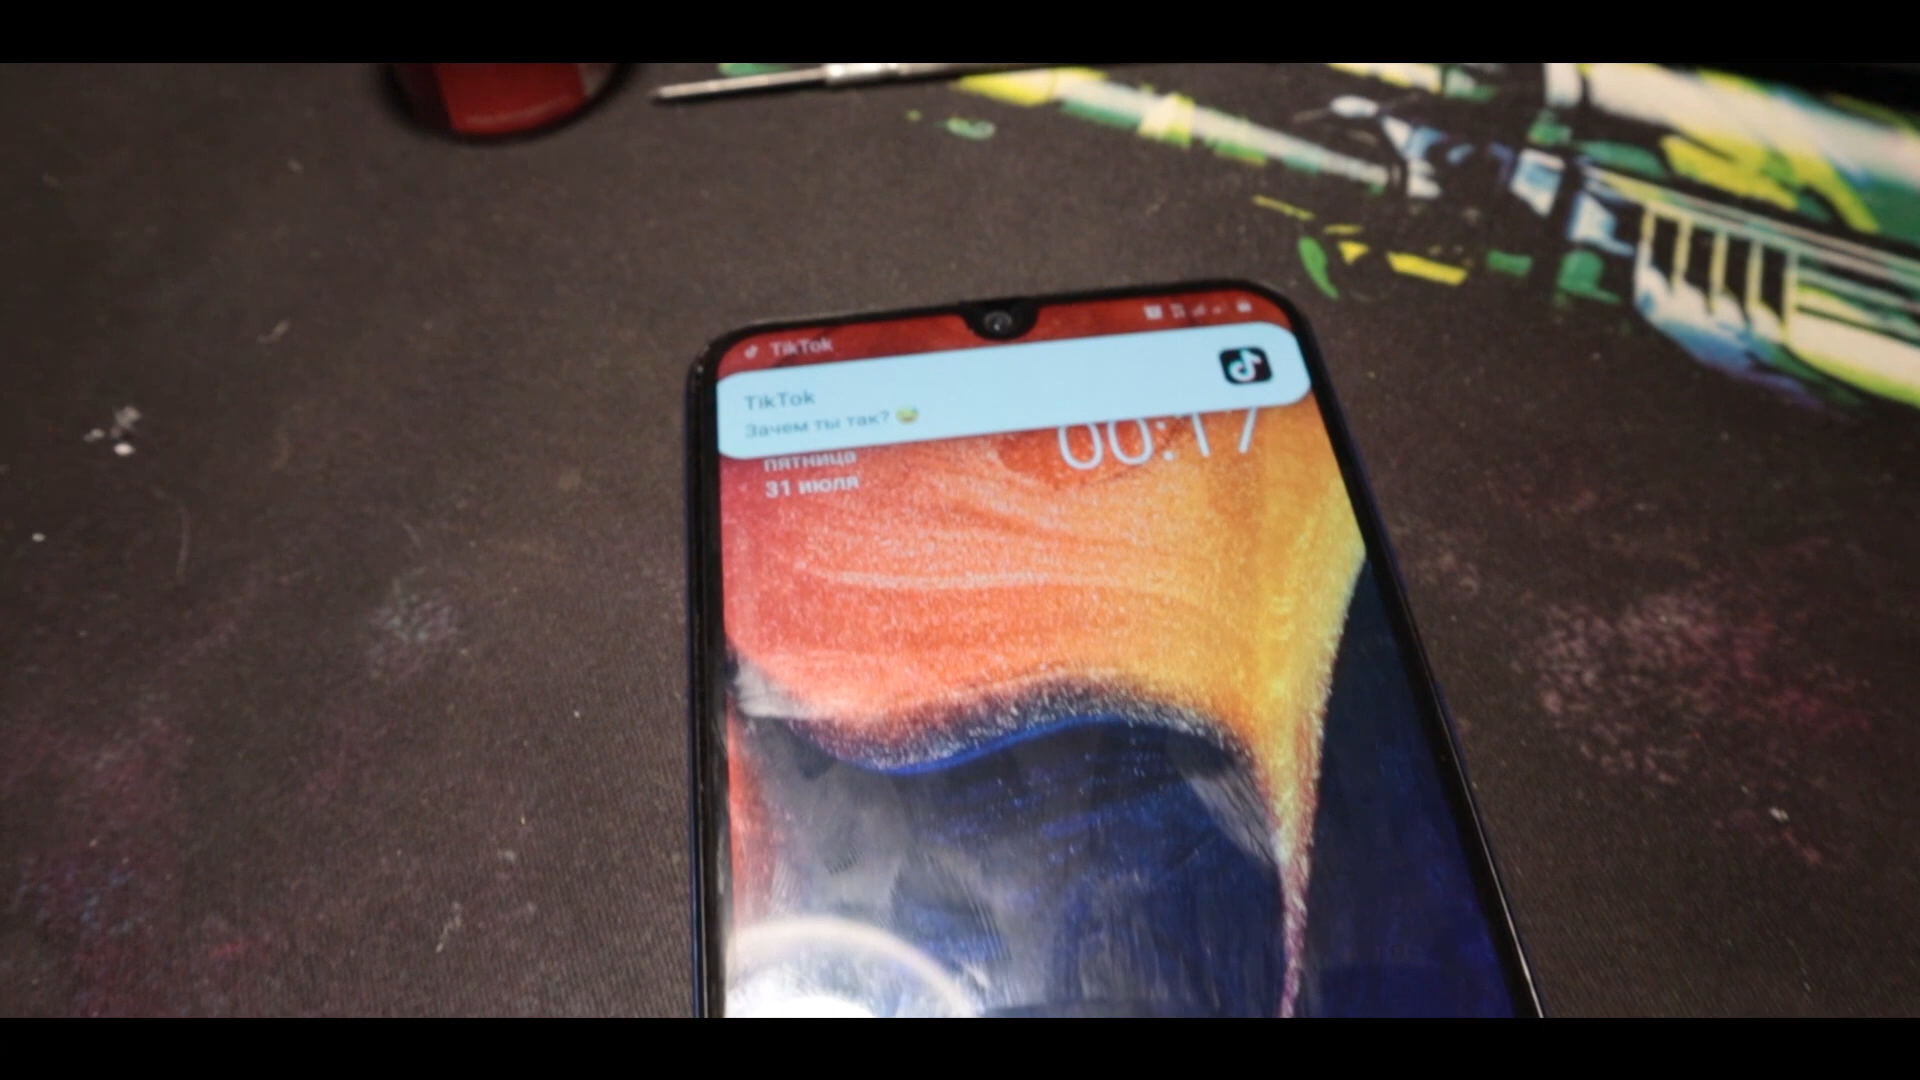 TikTok
TikTok
Зачем ты так? 😅
00:17
пятница
31 июля